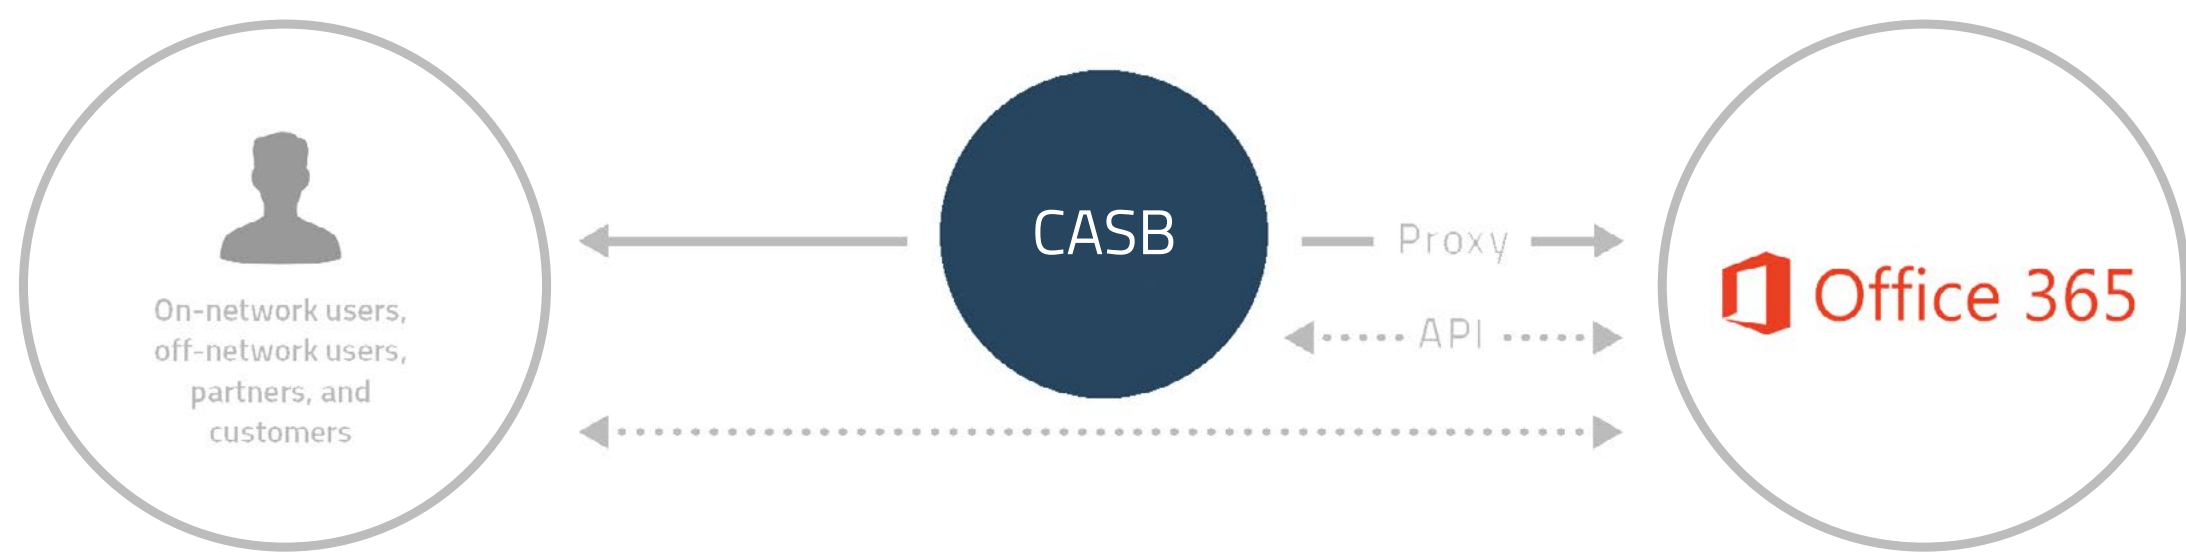 On-network users,
off-network users,
partners, and
customers
CASB
Proxy
API
Office 365